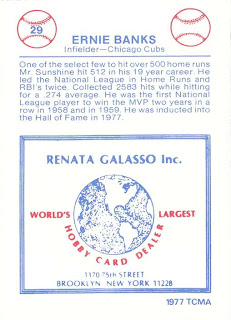 29
ERNIE BANKS
Infielder—Chicago Cubs
One of the select few to hit over 500 home runs
Mr. Sunshine hit 512 in his 19 year career. He
led the National League in Home Runs and
RBI's twice. Collected 2583 hits while hitting
for a .274 average. He was the first National
League player to win the MVP two years in
a row in 1958 and in 1959. He was inducted into
the Hall of Fame in 1977.
RENATA GALASSO Inc.
WORLD'S LARGEST
HOBBY CARD DEALER
1170 75th STREET
BROOKLYN NEW YORK 11228
1977 TCMA